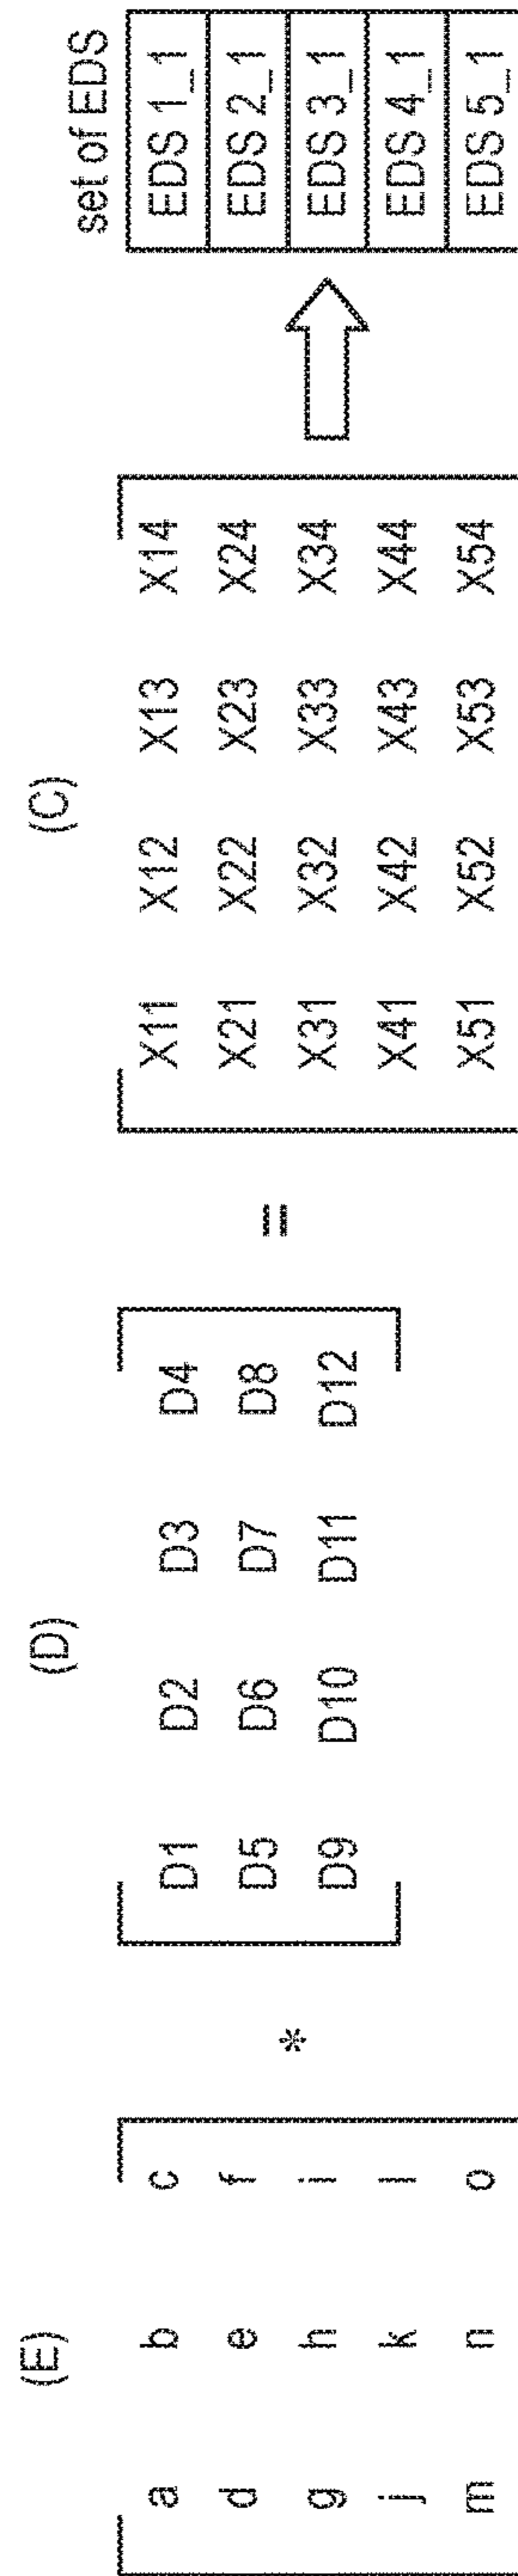 (E) (D) (C) set of EDS
a b c D1 D2 D3 D4 X11 X12 X13 X14 EDS 1_1
d e f D5 D6 D7 D8 X21 X22 X23 X24 EDS 2_1
g h i * D9 D10 D11 D12 = X31 X32 X33 X34 EDS 3_1
j k l X41 X42 X43 X44 EDS 4_1
m n o X51 X52 X53 X54 EDS 5_1